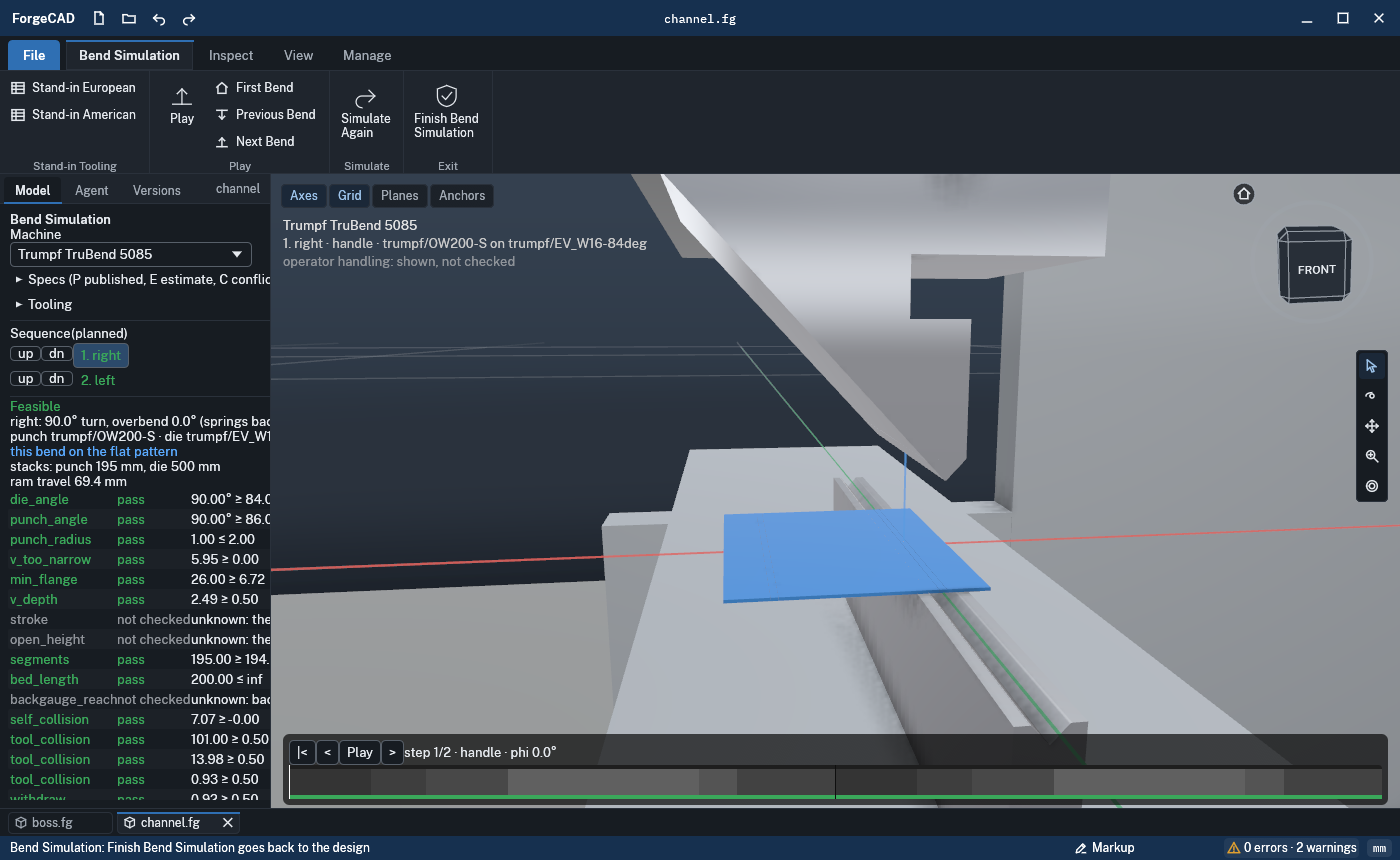 ForgeCAD
channel.fg
File
Bend Simulation
Inspect
View
Manage
Stand-in European
Stand-in American
Stand-in Tooling
Play
First Bend
Previous Bend
Next Bend
Play
Simulate Again
Simulate
Finish Bend Simulation
Exit
Model
Agent
Versions
channel
Bend Simulation
Machine
Trumpf TruBend 5085
Specs (P published, E estimate, C conflic
Tooling
Sequence(planned)
up dn 1. right
up dn 2. left
Feasible
right: 90.0° turn, overbend 0.0° (springs bac
punch trumpf/OW200-S · die trumpf/EV_W1
this bend on the flat pattern
stacks: punch 195 mm, die 500 mm
ram travel 69.4 mm
die_angle pass 90.00° ≥ 84.0
punch_angle pass 90.00° ≥ 86.0
punch_radius pass 1.00 ≤ 2.00
v_too_narrow pass 5.95 ≥ 0.00
min_flange pass 26.00 ≥ 6.72
v_depth pass 2.49 ≥ 0.50
stroke not checked unknown: the
open_height not checked unknown: the
segments pass 195.00 ≥ 194.
bed_length pass 200.00 ≤ inf
backgauge_reach not checked unknown: bac
self_collision pass 7.07 ≥ -0.00
tool_collision pass 101.00 ≥ 0.50
tool_collision pass 13.98 ≥ 0.50
tool_collision pass 0.93 ≥ 0.50
withdraw pass 0.93 ≥ 0.50
Axes
Grid
Planes
Anchors
Trumpf TruBend 5085
1. right · handle · trumpf/OW200-S on trumpf/EV_W16-84deg
operator handling: shown, not checked
FRONT
|< < Play > step 1/2 · handle · phi 0.0°
boss.fg
channel.fg
Bend Simulation: Finish Bend Simulation goes back to the design
Markup
0 errors · 2 warnings
mm